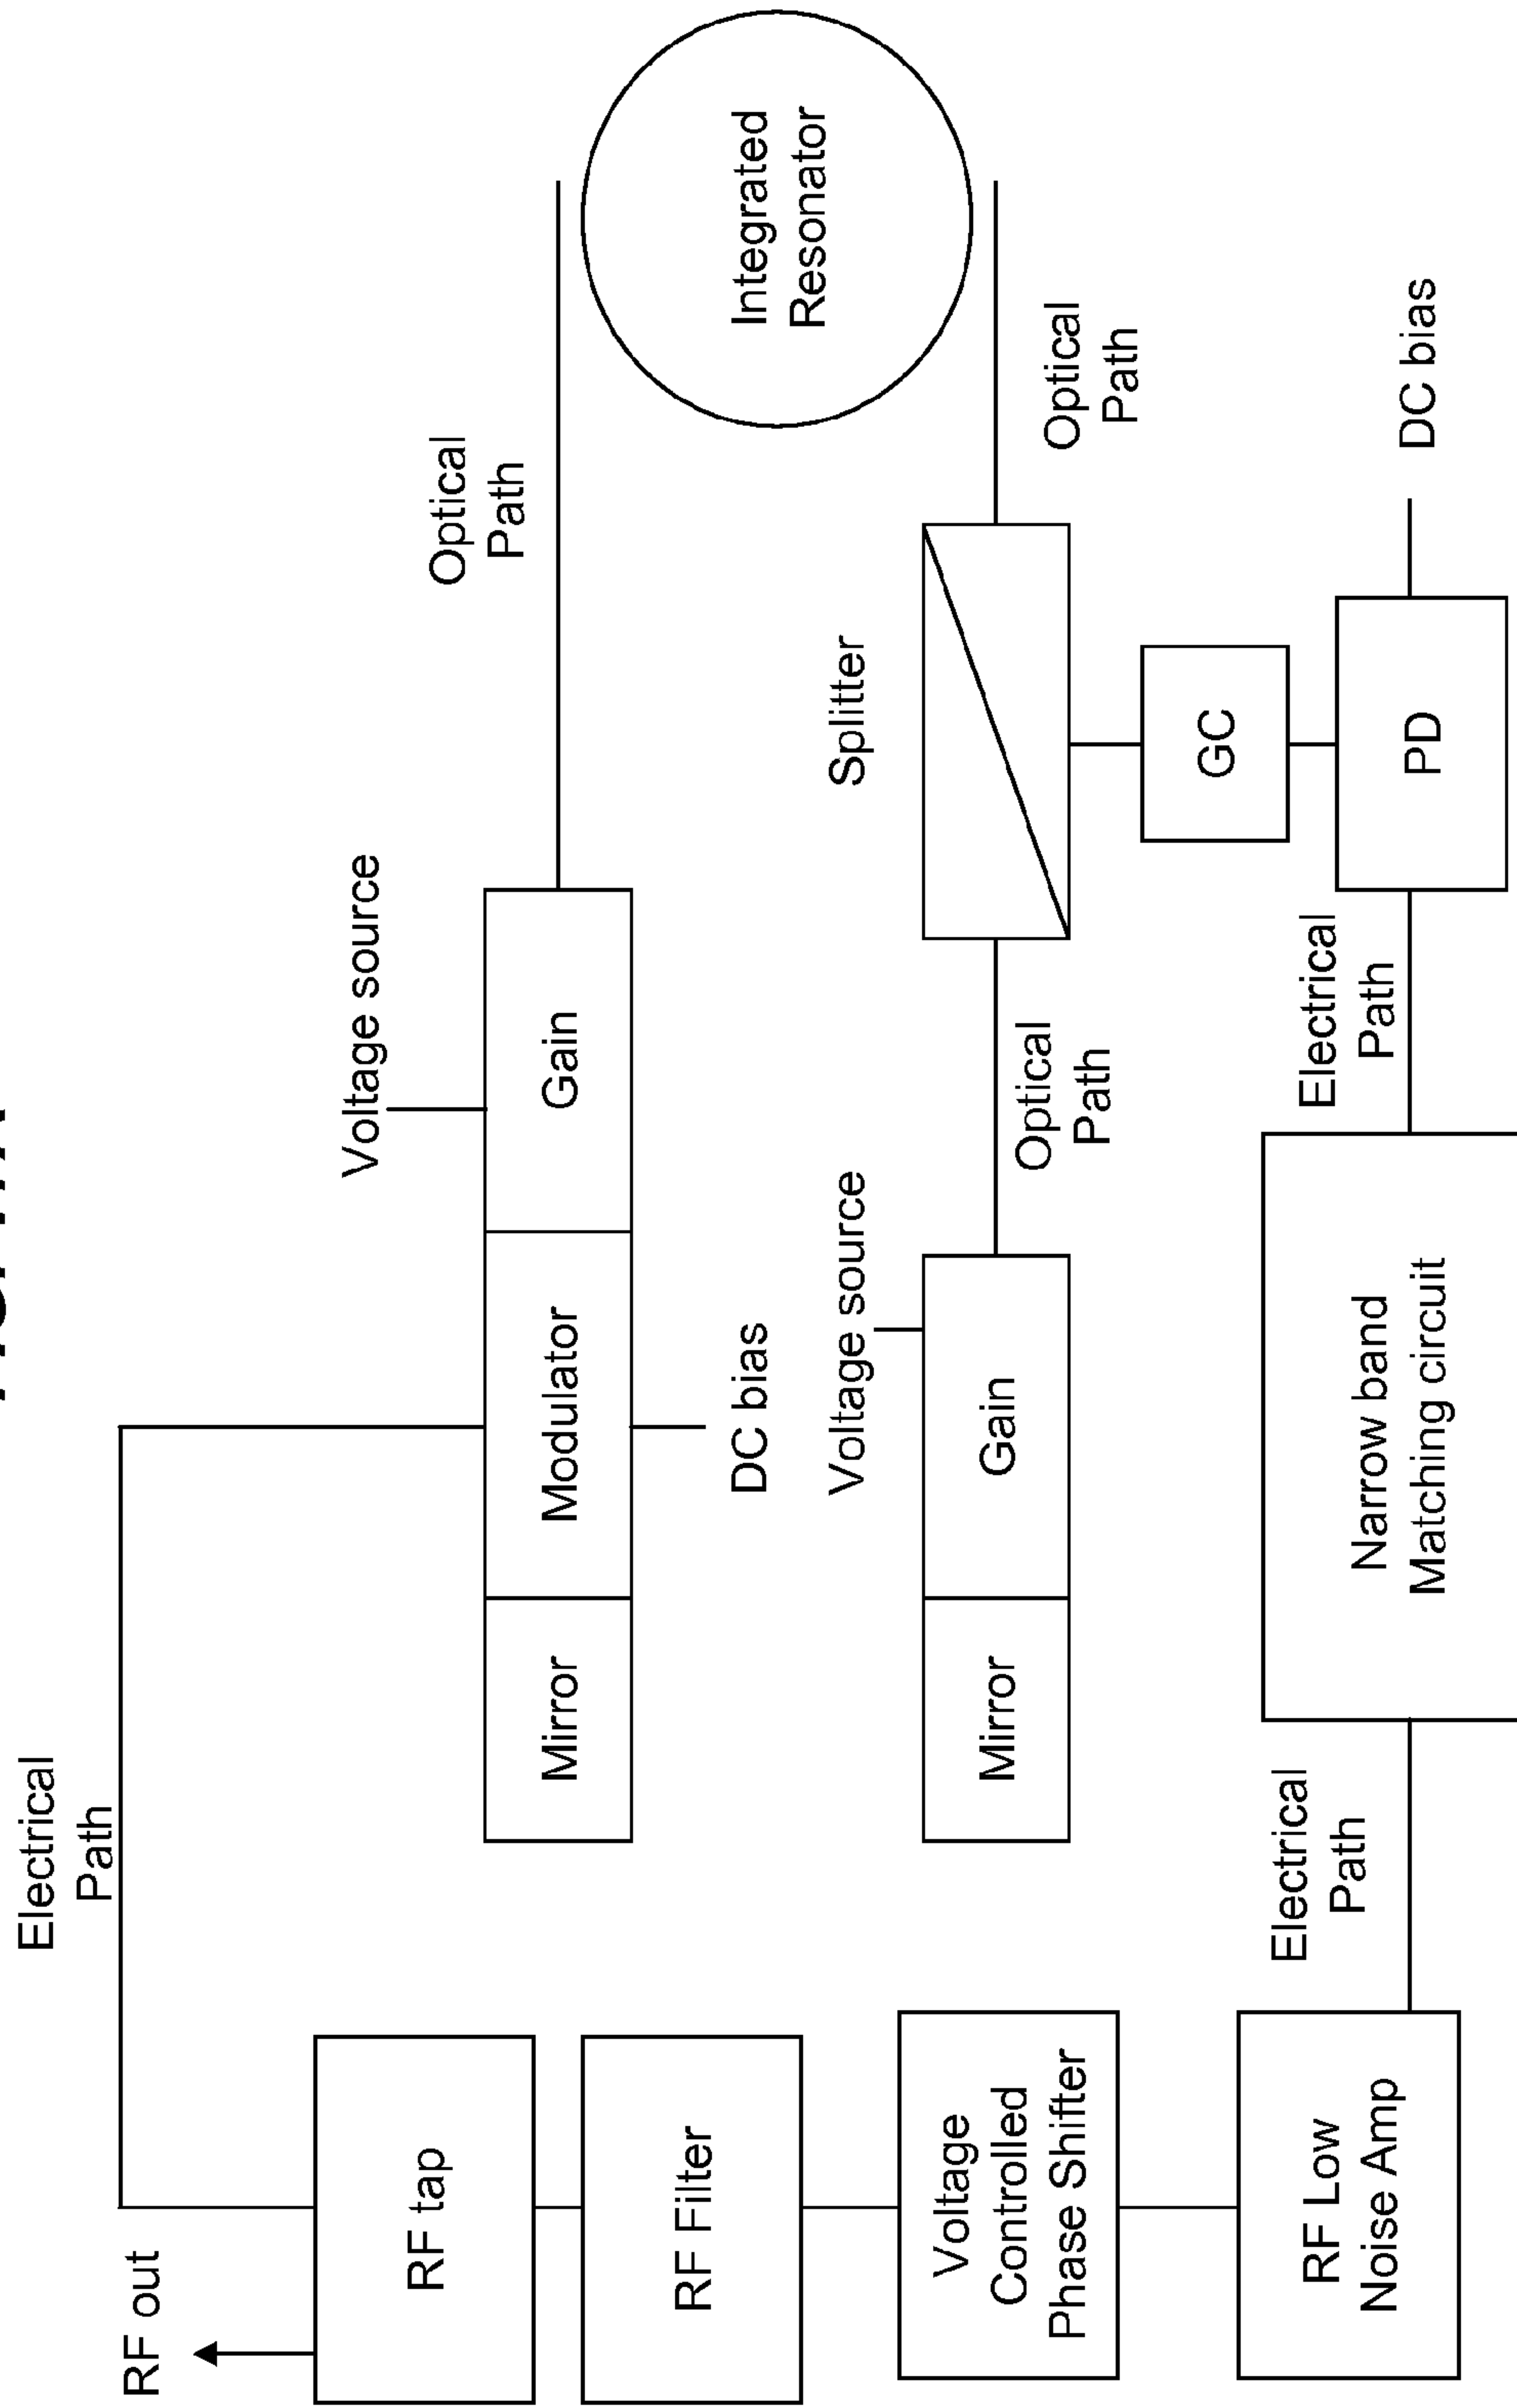 Electrical
Path
RF out
Voltage source
RF tap
Optical
Path
Mirror
Modulator
Gain
RF Filter
DC bias
Integrated
Resonator
Voltage source
Splitter
Voltage
Controlled
Phase Shifter
Mirror
Gain
Optical
Path
Optical
Path
GC
RF Low
Noise Amp
Electrical
Path
Narrow band
Matching circuit
Electrical
Path
PD
DC bias